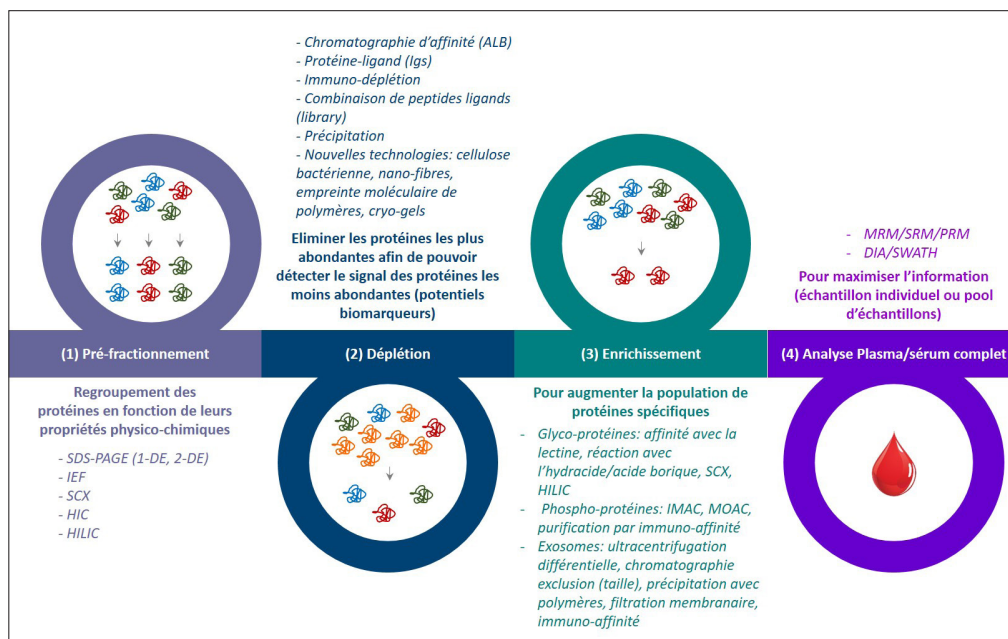 - Chromatographie d'affinité (ALB)
- Protéine-ligand (Igs)
- Immuno-déplétion
- Combinaison de peptides ligands
(library)
- Précipitation
- Nouvelles technologies: cellulose
bactérienne, nano-fibres,
empreinte moléculaire de
polymères, cryo-gels
Eliminer les protéines les plus
abondantes afin de pouvoir
détecter le signal des protéines les
moins abondantes (potentiels
biomarqueurs)
- MRM/SRM/PRM
- DIA/SWATH
Pour maximiser l'information
(échantillon individuel ou pool
d'échantillons)
(1) Pré-fractionnement
(2) Déplétion
(3) Enrichissement
(4) Analyse Plasma/sérum complet
Regroupement des
protéines en fonction de leurs
propriétés physico-chimiques
- SDS-PAGE (1-DE, 2-DE)
- IEF
- SCX
- HIC
- HILIC
Pour augmenter la population de
protéines spécifiques
- Glyco-protéines: affinité avec la
lectine, réaction avec
l'hydracide/acide borique, SCX,
HILIC
- Phospho-protéines: IMAC, MOAC,
purification par immuno-affinité
- Exosomes: ultracentrifugation
différentielle, chromatographie
exclusion (taille), précipitation avec
polymères, filtration membranaire,
immuno-affinité